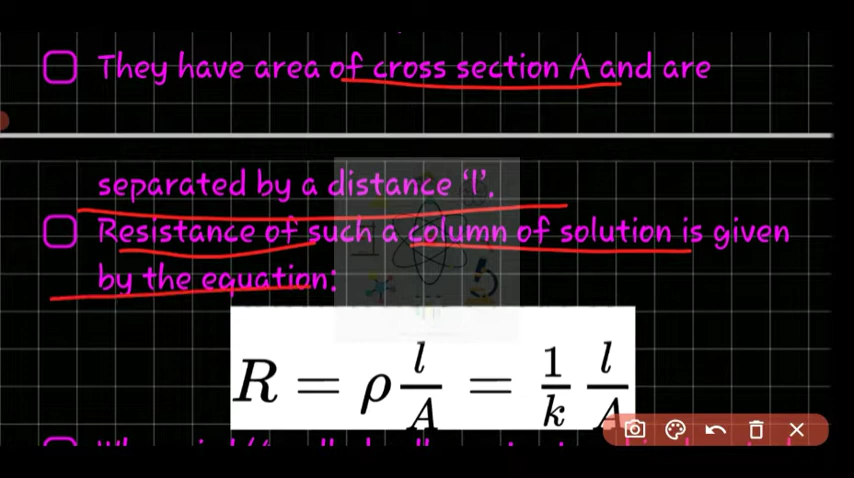 They have area of cross section A and are
separated by a distance 'l'.
Resistance of such a column of solution is given
by the equation:
R = ρ l/A = 1/k l/A